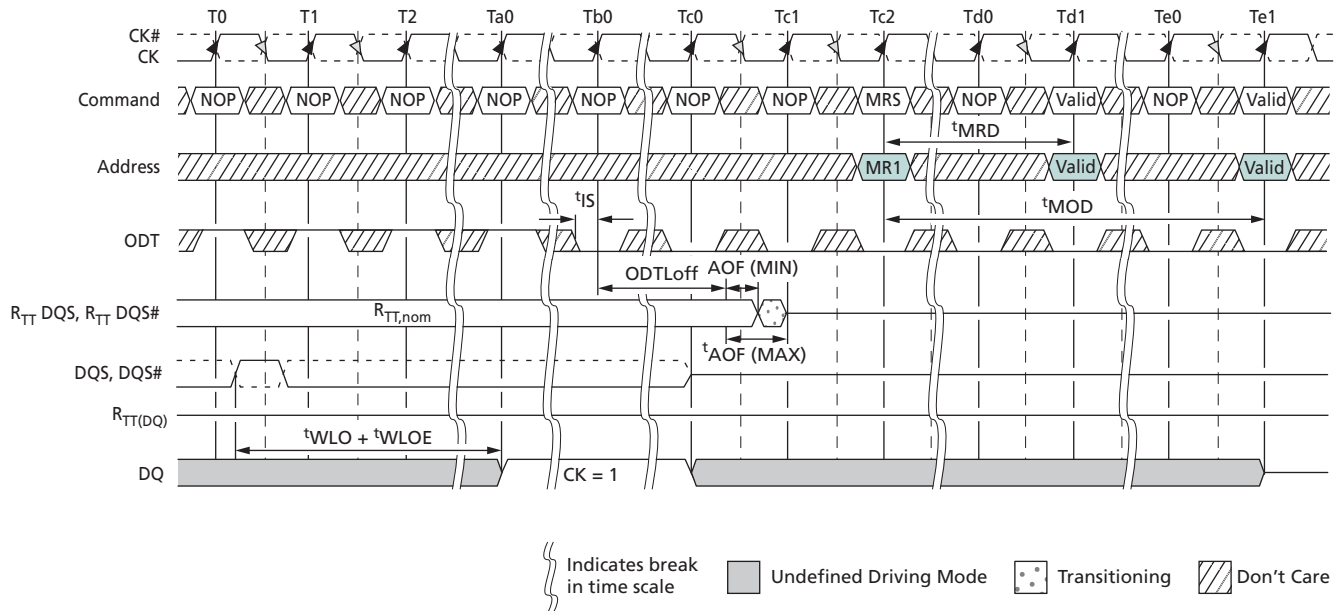 T0 T1 T2 Ta0 Tb0 Tc0 Tc1 Tc2 Td0 Td1 Te0 Te1
CK#
CK
Command NOP NOP NOP NOP NOP NOP NOP MRS NOP Valid NOP Valid
tMRD
Address MR1 Valid Valid
tIS
tMOD
ODT
ODTLoff AOF (MIN)
RTT DQS, RTT DQS# RTT,nom
tAOF (MAX)
DQS, DQS#
RTT(DQ)
tWLO + tWLOE
DQ CK = 1
Indicates break
in time scale
Undefined Driving Mode Transitioning Don't Care